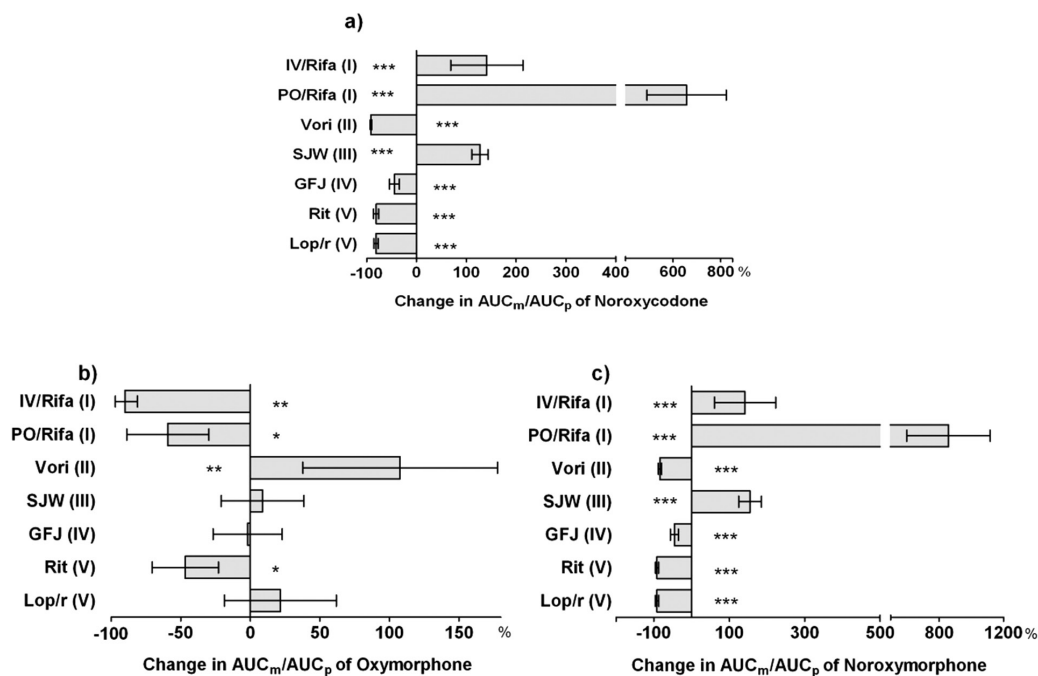 a)
IV/Rifa (I) ***
PO/Rifa (I) ***
Vori (II) ***
SJW (III) ***
GFJ (IV) ***
Rit (V) ***
Lop/r (V) ***
-100 0 100 200 300 400 600 800 %
Change in AUCm/AUCp of Noroxycodone
b)
IV/Rifa (I) **
PO/Rifa (I) *
Vori (II) **
SJW (III)
GFJ (IV)
Rit (V) *
Lop/r (V)
-100 -50 0 50 100 150 %
Change in AUCm/AUCp of Oxymorphone
c)
IV/Rifa (I) ***
PO/Rifa (I) ***
Vori (II) ***
SJW (III) ***
GFJ (IV) ***
Rit (V) ***
Lop/r (V) ***
-100 100 300 500 800 1200 %
Change in AUCm/AUCp of Noroxymorphone